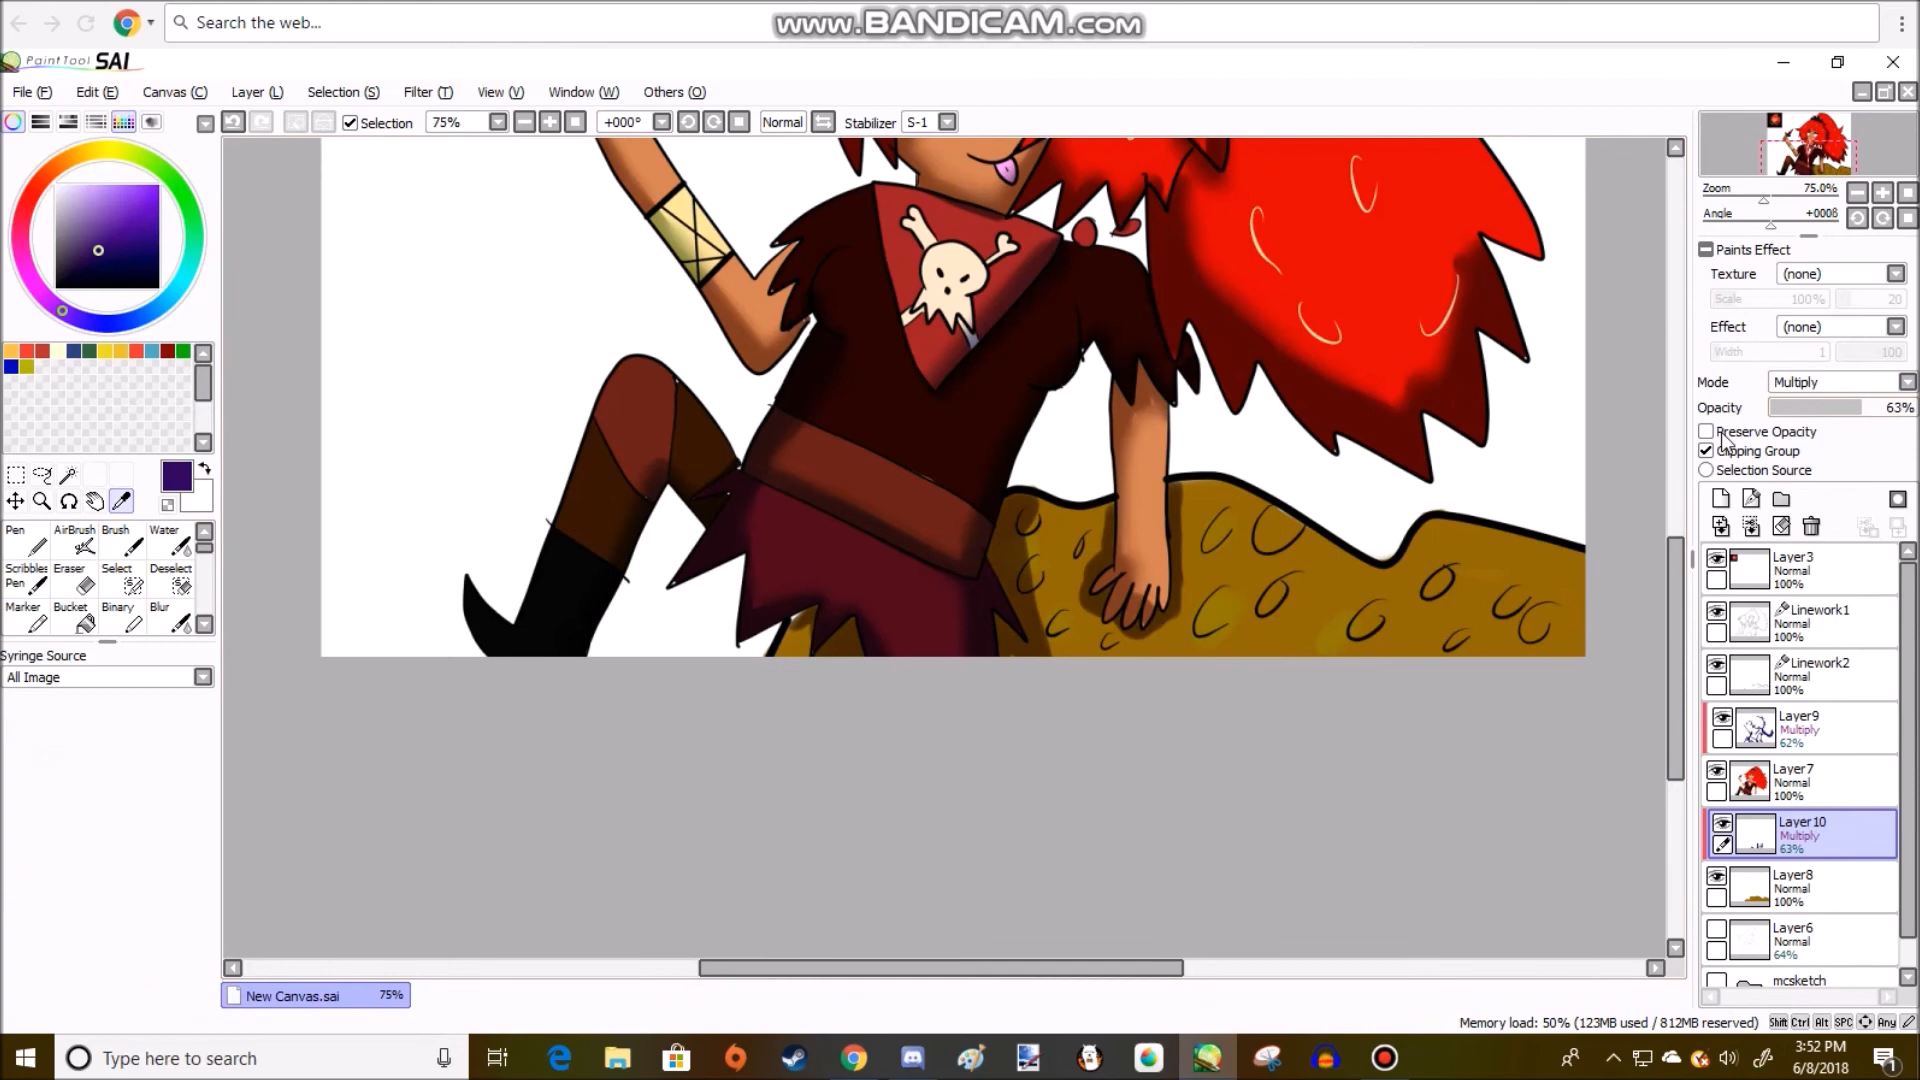 Search the web...
www.BANDICAM.com
PaintTool SAI
File (F) Edit (E) Canvas (C) Layer (L) Selection (S) Filter (T) View (V) Window (W) Others (O)
Selection 75% +000° Normal Stabilizer S-1
Zoom 75.0%
Angle +000ß
Paints Effect
Texture (none)
Scale 100% 20
Effect (none)
Width 1 100
Mode Multiply
Opacity 63%
Preserve Opacity
Clipping Group
Selection Source
Pen AirBrush Brush Water
Scribbles Eraser Select Deselect
Pen
Marker Bucket Binary Blur
Syringe Source
All Image
Layer3
Normal
100%
Linework1
Normal
100%
Linework2
Normal
100%
Layer9
Multiply
62%
Layer7
Normal
100%
Layer10
Multiply
63%
Layer8
Normal
100%
Layer6
Normal
64%
mcsketch
New Canvas.sai 75%
Memory load: 50% (123MB used / 812MB reserved) Shift Ctrl Alt SPC Any
Type here to search
3:52 PM
6/8/2018
1